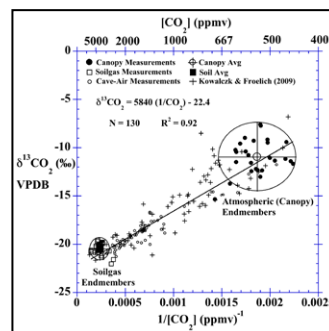 [CO2] (ppmv)
5000 2000 1000 667 500 400
Canopy Measurements Canopy Avg
Soilgas Measurements Soil Avg
Cave-Air Measurements Kowalczk & Froelich (2009)
δ13CO2 = 5840 (1/CO2) - 22.4
N = 130 R2 = 0.92
0
-5
-10
δ13CO2 (‰)
VPDB
-15
Atmospheric (Canopy)
Endmembers
-20
Soilgas
Endmembers
-25
0 0.0005 0.001 0.0015 0.002 0.0025
1/[CO2] (ppmv)-1